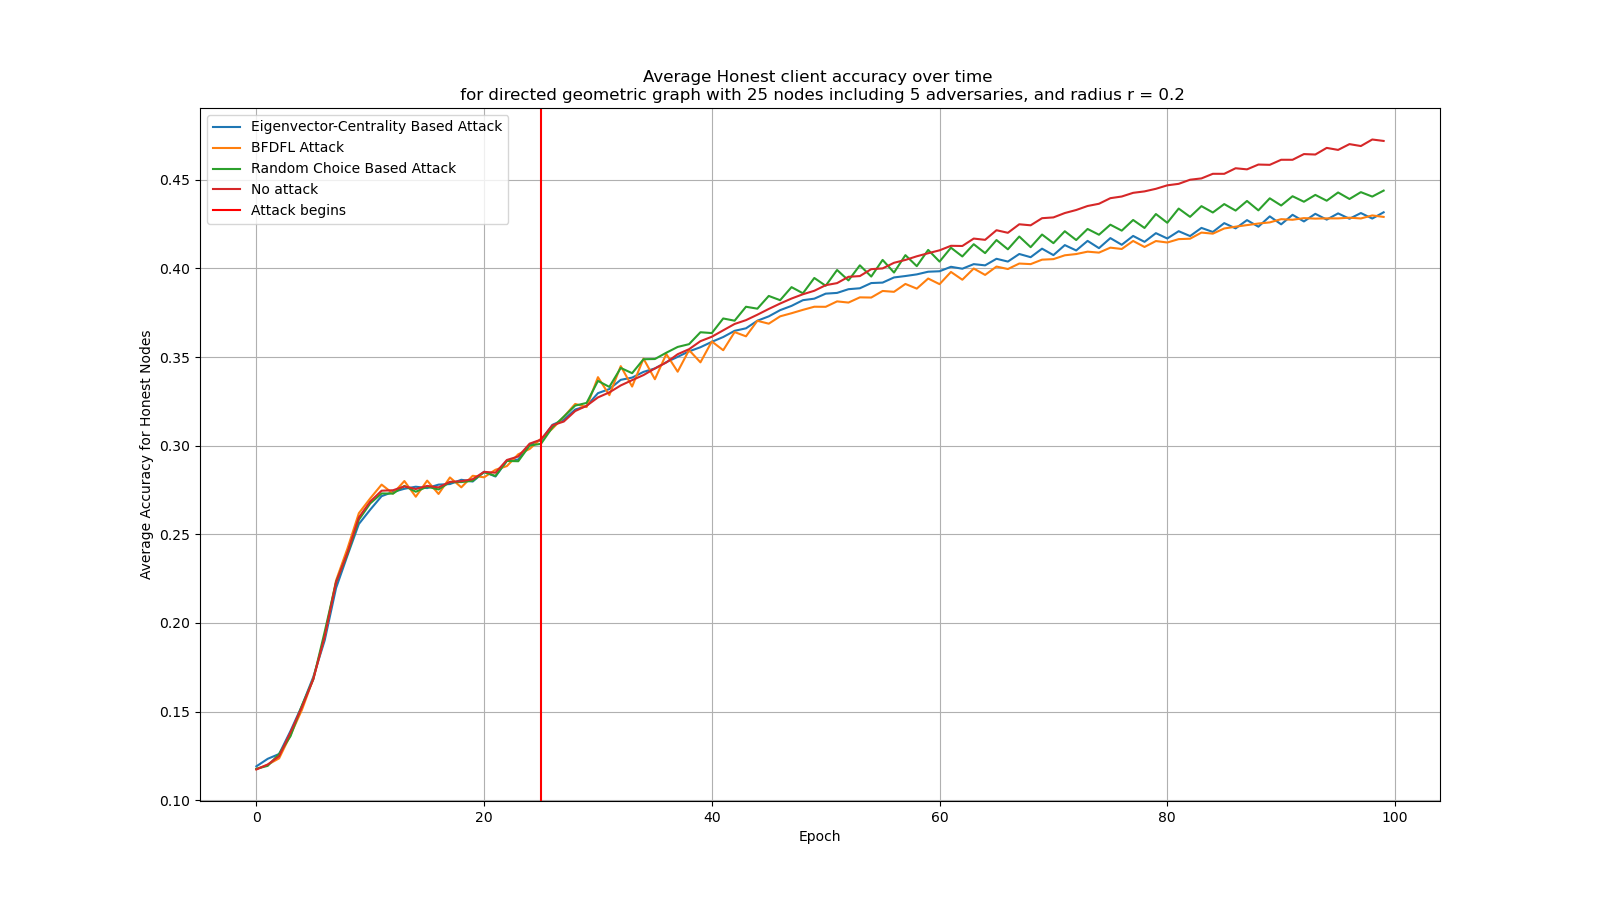 Average Honest client accuracy over time
for directed geometric graph with 25 nodes including 5 adversaries, and radius r = 0.2
Eigenvector-Centrality Based Attack
BFDFL Attack
Random Choice Based Attack
No attack
Attack begins
Average Accuracy for Honest Nodes
0.45
0.40
0.35
0.30
0.25
0.20
0.15
0.10
0
20
40
60
80
100
Epoch